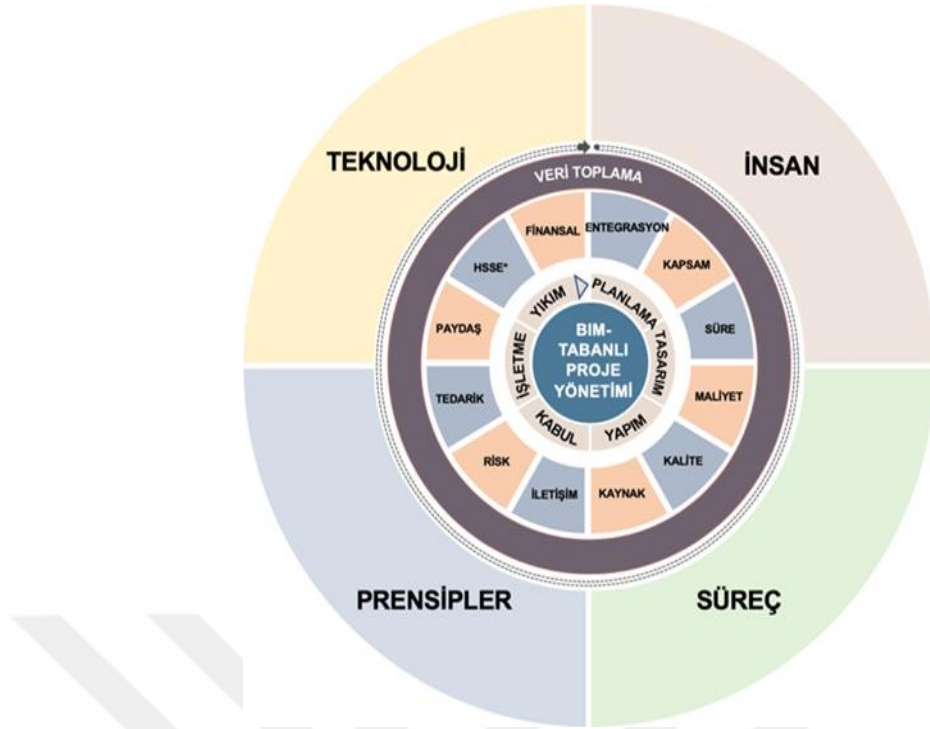 TEKNOLOJİ
İNSAN
VERİ TOPLAMA
FİNANSAL
ENTEGRASYON
KAPSAM
SÜRE
MALİYET
KALİTE
KAYNAK
İLETİŞİM
RİSK
TEDARİK
PAYDAŞ
HSSE*
PLANLAMA
TASARIM
YAPIM
KABUL
İŞLETME
YIKIM
BIM-
TABANLI
PROJE
YÖNETİMİ
PRENSİPLER
SÜREÇ